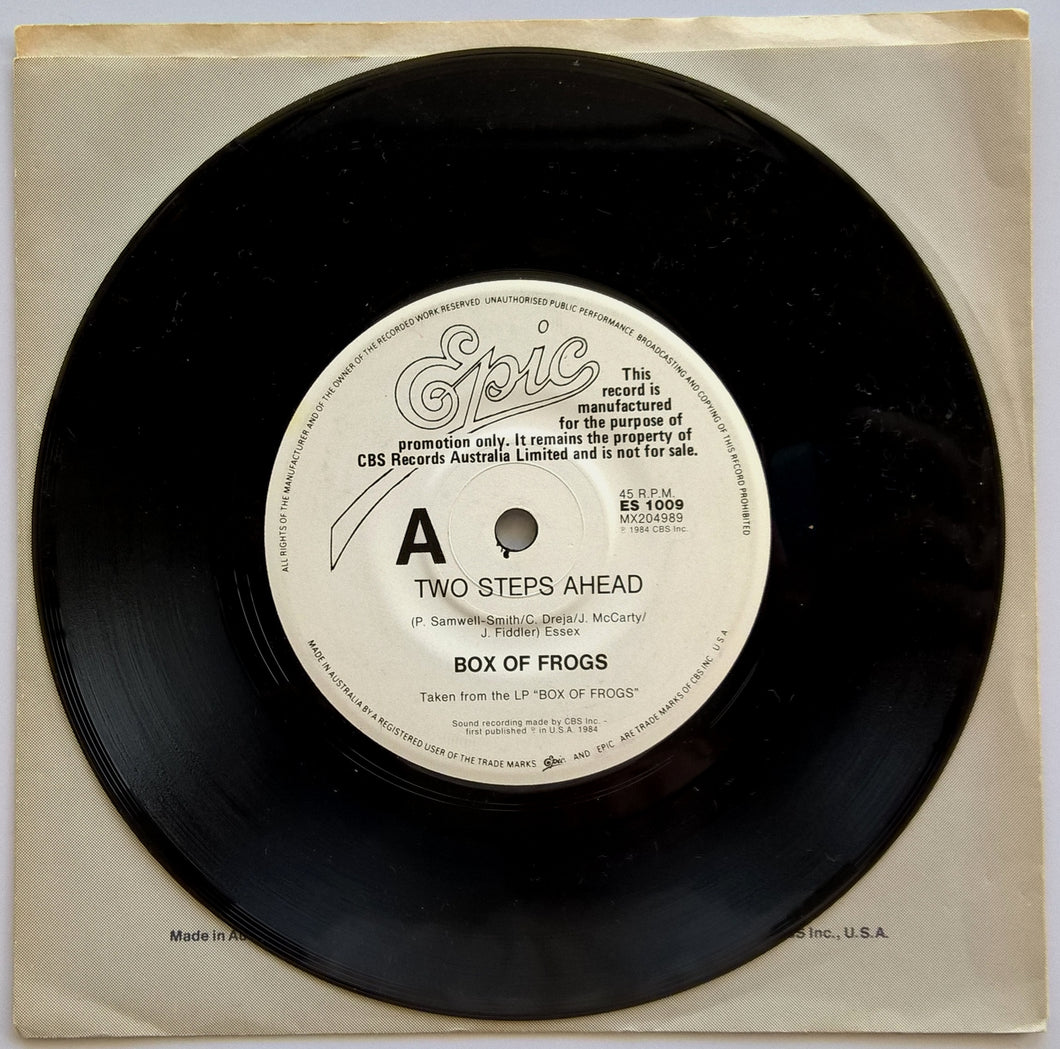 ALL RIGHTS OF THE MANUFACTURER AND OF THE OWNER OF THE RECORDED WORK RESERVED UNAUTHORISED PUBLIC PERFORMANCE BROADCASTING AND COPYING OF THIS RECORD PROHIBITED
Epic
This
record is
manufactured
for the purpose of
promotion only. It remains the property of
CBS Records Australia Limited and is not for sale.
45 R.P.M.
ES 1009
MX204989
℗ 1984 CBS Inc.
A
TWO STEPS AHEAD
(P. Samwell-Smith/C. Dreja/J. McCarty/
J. Fiddler) Essex
BOX OF FROGS
Taken from the LP "BOX OF FROGS"
Sound recording made by CBS Inc. -
first published ℗ in U.S.A. 1984
MADE IN AUSTRALIA BY A REGISTERED USER OF THE TRADE MARKS Epic AND EPIC ARE TRADE MARKS OF CBS INC U S A
Made in Inc., U.S.A.